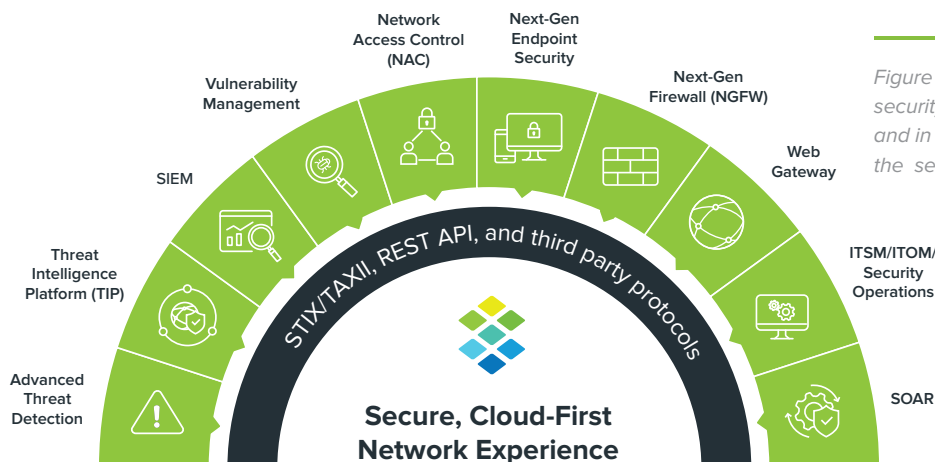 Network
Access Control
(NAC)
Next-Gen
Endpoint
Security
Vulnerability
Management
Next-Gen
Firewall (NGFW)
SIEM
Web
Gateway
Threat
Intelligence
Platform (TIP)
ITSM/ITOM/
Security
Operations
Advanced
Threat
Detection
SOAR
STIX/TAXII, REST API, and third party protocols
Secure, Cloud-First
Network Experience
Figure
security
and in
the se